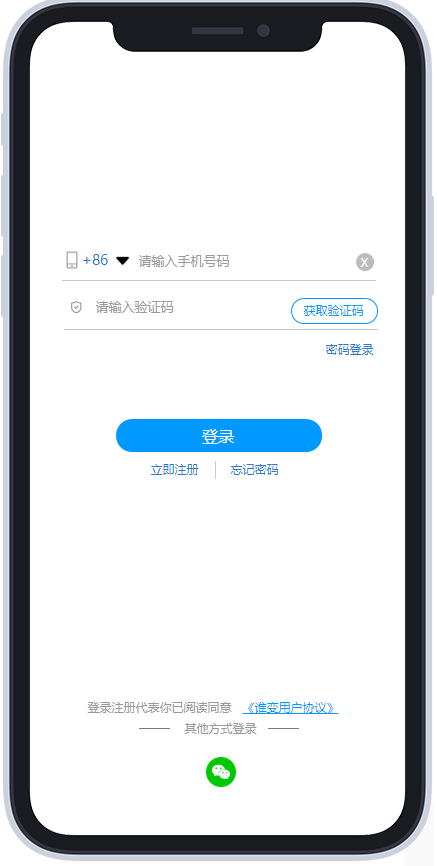 +86 请输入手机号码 X
请输入验证码 获取验证码
密码登录
登录
立即注册 忘记密码
登录注册代表你已阅读同意 《谁变用户协议》
其他方式登录